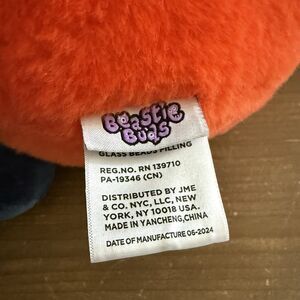 Beastie
Buds
GLASS BEADS FILLING
REG.NO. RN 139710
PA-19346 (CN)
DISTRIBUTED BY JME
& CO. NYC, LLC, NEW
YORK, NY 10018 USA.
MADE IN YANCHENG,CHINA
DATE OF MANUFACTURE 06-2024